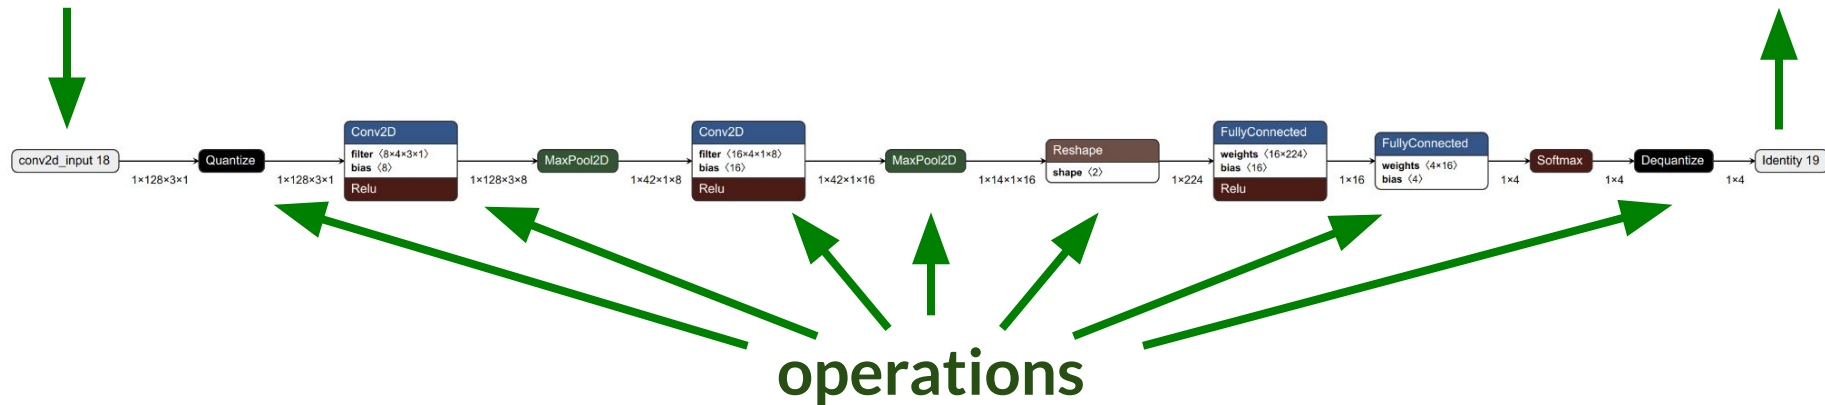 conv2d_input 18
1×128×3×1
Quantize
1×128×3×1
Conv2D
filter ⟨8×4×3×1⟩
bias ⟨8⟩
Relu
1×128×3×8
MaxPool2D
1×42×1×8
Conv2D
filter ⟨16×4×1×8⟩
bias ⟨16⟩
Relu
1×42×1×16
MaxPool2D
1×14×1×16
Reshape
shape ⟨2⟩
1×224
FullyConnected
weights ⟨16×224⟩
bias ⟨16⟩
Relu
1×16
FullyConnected
weights ⟨4×16⟩
bias ⟨4⟩
1×4
Softmax
1×4
Dequantize
1×4
Identity 19
operations